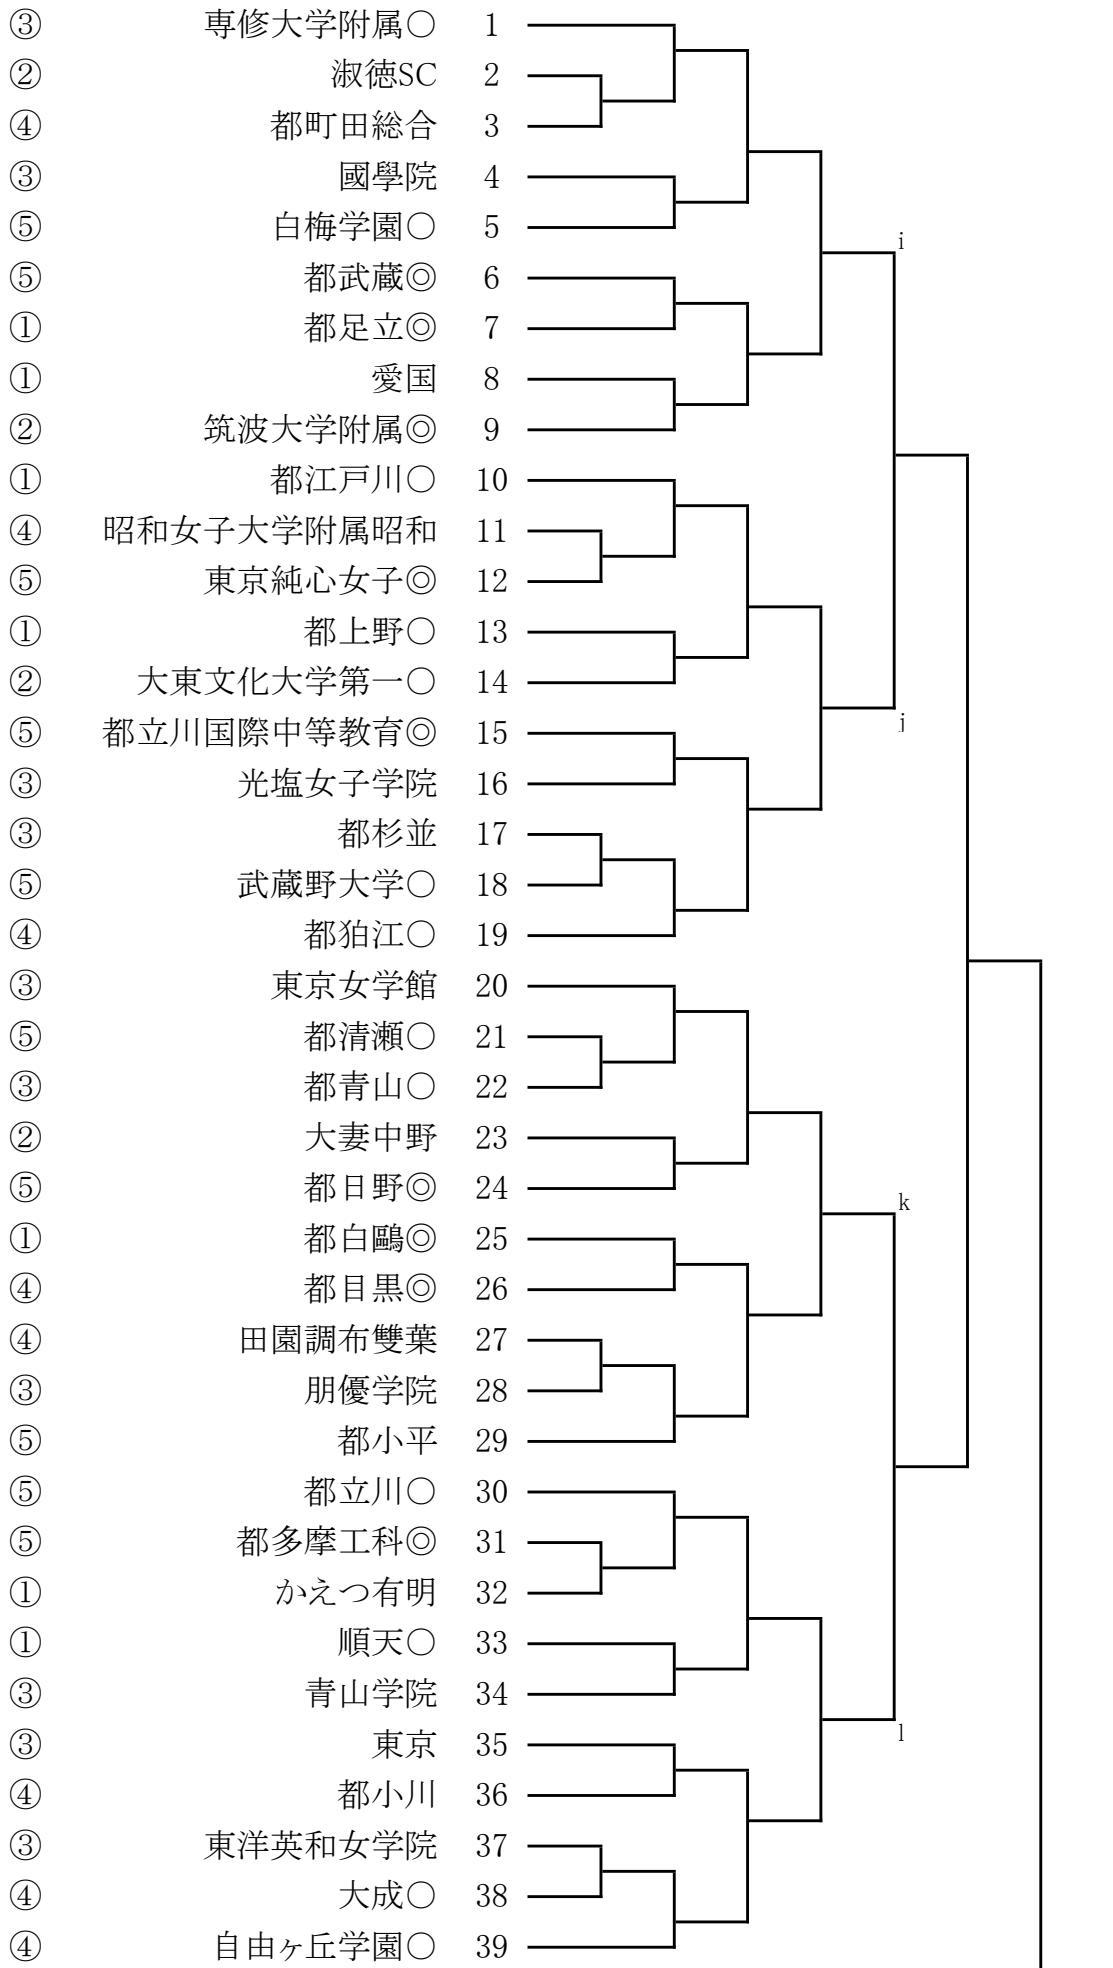 ③ 専修大学附属○ 1
② 淑徳SC 2
④ 都町田総合 3
③ 國學院 4
⑤ 白梅学園○ 5
⑤ 都武蔵◎ 6
① 都足立◎ 7
① 愛国 8
② 筑波大学附属◎ 9
① 都江戸川○ 10
④ 昭和女子大学附属昭和 11
⑤ 東京純心女子◎ 12
① 都上野○ 13
② 大東文化大学第一○ 14
⑤ 都立川国際中等教育◎ 15
③ 光塩女子学院 16
③ 都杉並 17
⑤ 武蔵野大学○ 18
④ 都狛江○ 19
③ 東京女学館 20
⑤ 都清瀬○ 21
③ 都青山○ 22
② 大妻中野 23
⑤ 都日野◎ 24
① 都白鷗◎ 25
④ 都目黒◎ 26
④ 田園調布雙葉 27
③ 朋優学院 28
⑤ 都小平 29
⑤ 都立川○ 30
⑤ 都多摩工科◎ 31
① かえつ有明 32
① 順天○ 33
③ 青山学院 34
③ 東京 35
④ 都小川 36
③ 東洋英和女学院 37
④ 大成○ 38
④ 自由ヶ丘学園○ 39
i
j
k
l